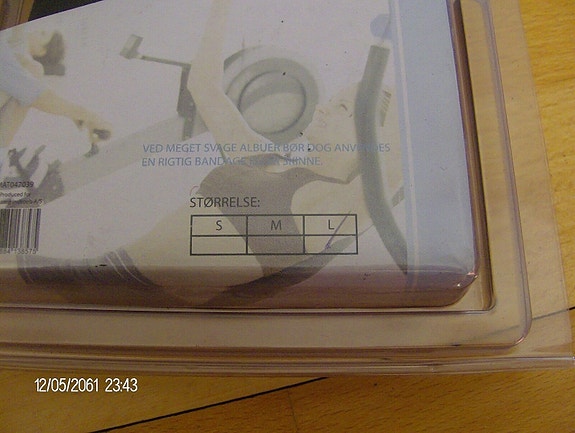 VED MEGET SVAGE ALBUER BØR DOG ANVENDES
EN RIGTIG BANDAGE SKINNE.
STØRRELSE:
S M L
12/05/2061 23:43